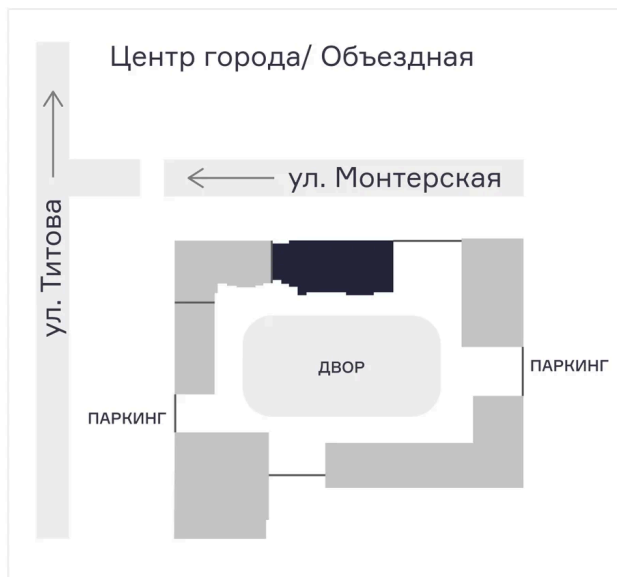 Центр города/ Объездная
ул. Монтерская
ул. Титова
ДВОР
ПАРКИНГ
ПАРКИНГ